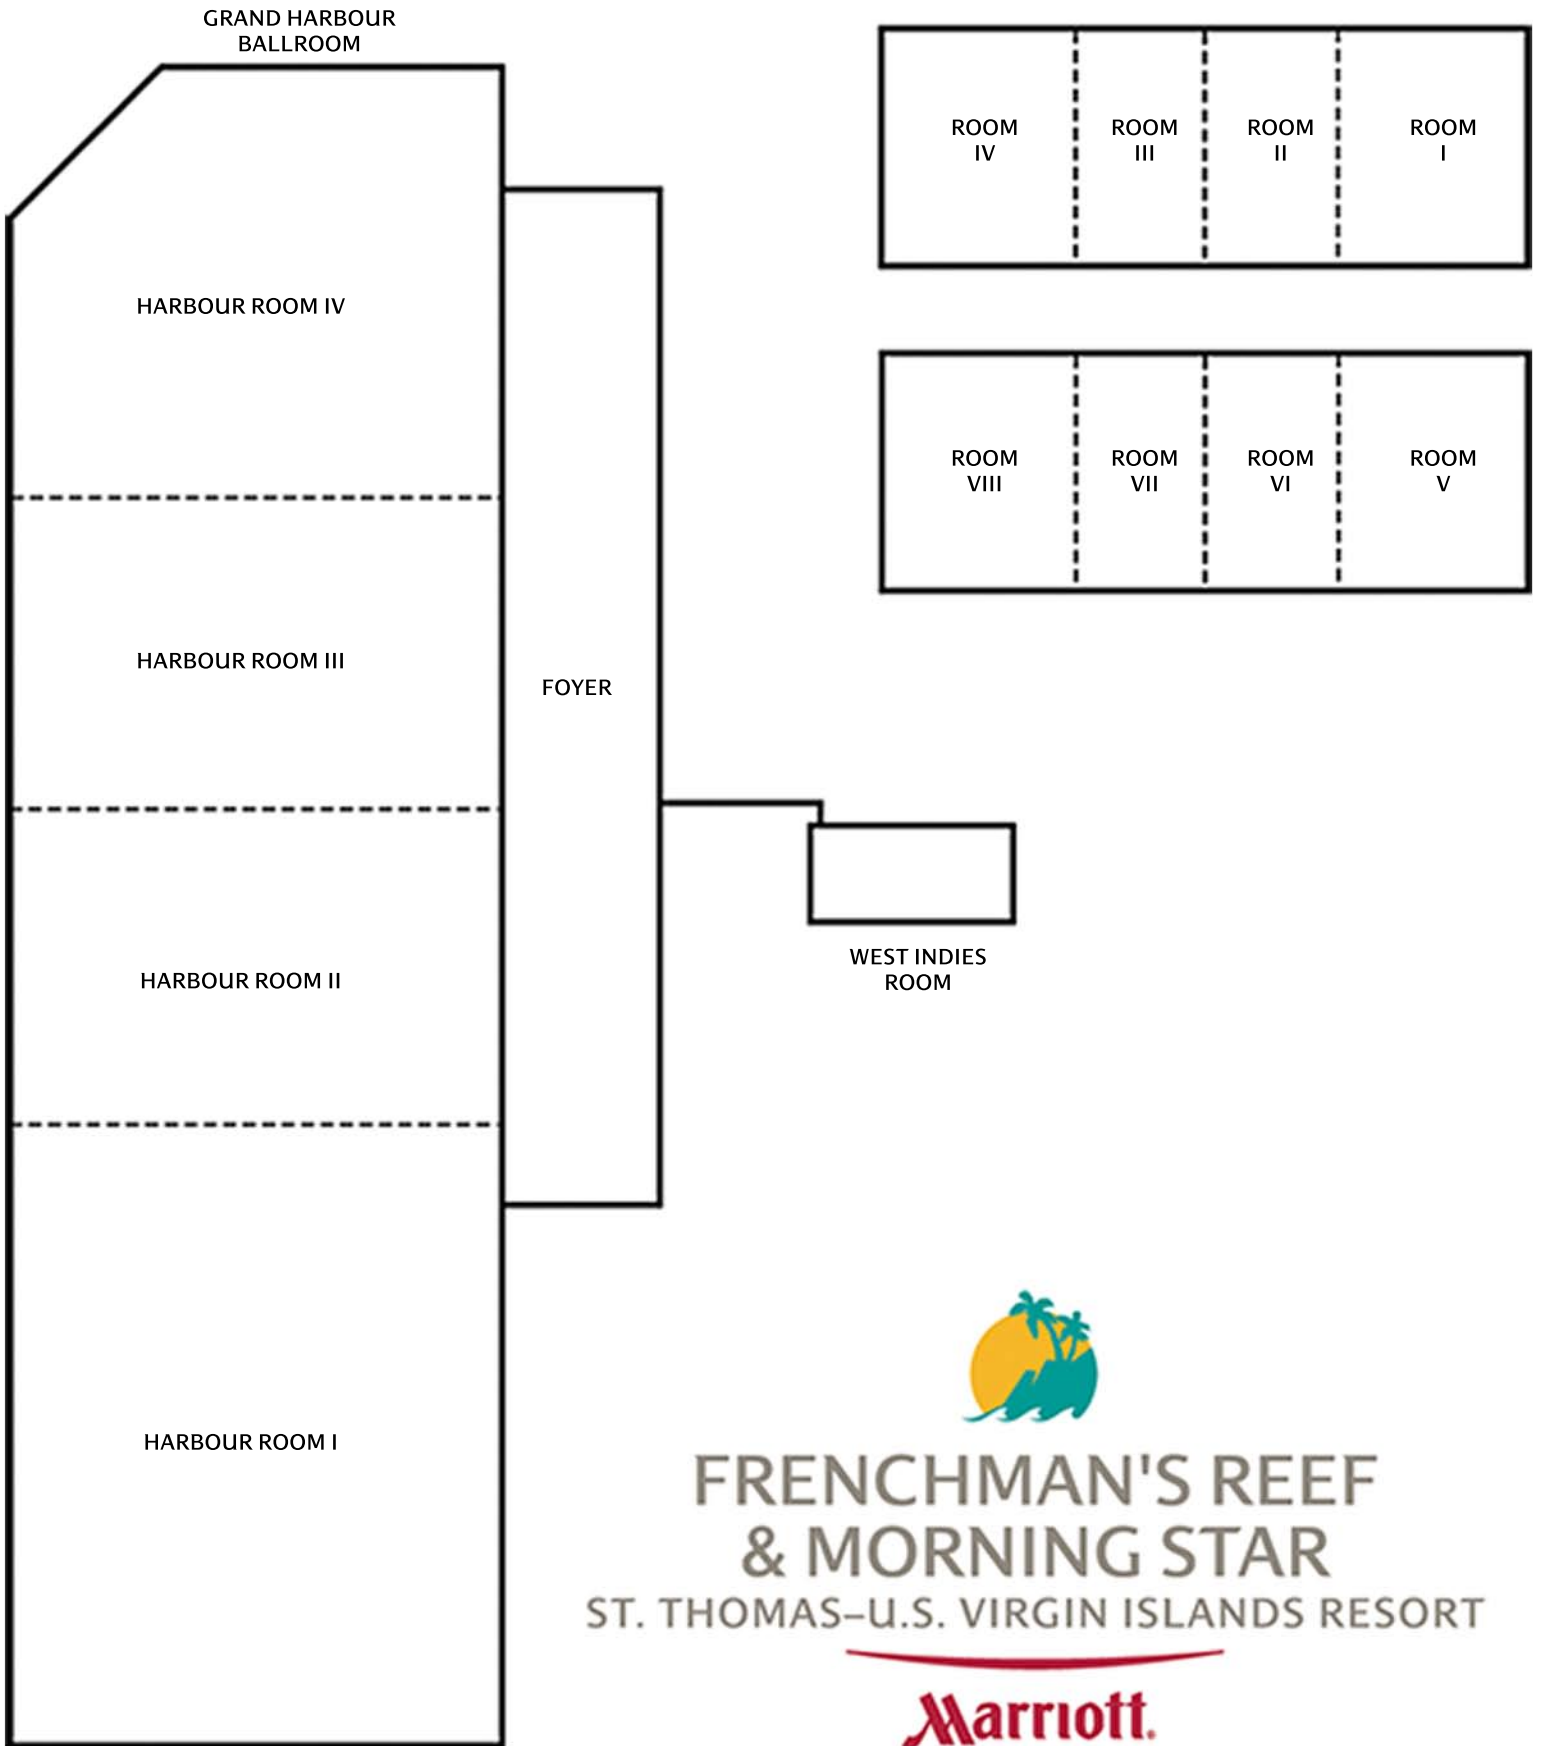 GRAND HARBOUR
BALLROOM
HARBOUR ROOM IV
HARBOUR ROOM III
HARBOUR ROOM II
HARBOUR ROOM I
FOYER
ROOM
IV
ROOM
III
ROOM
II
ROOM
I
ROOM
VIII
ROOM
VII
ROOM
VI
ROOM
V
WEST INDIES
ROOM
FRENCHMAN'S REEF
& MORNING STAR
ST. THOMAS–U.S. VIRGIN ISLANDS RESORT
Marriott.